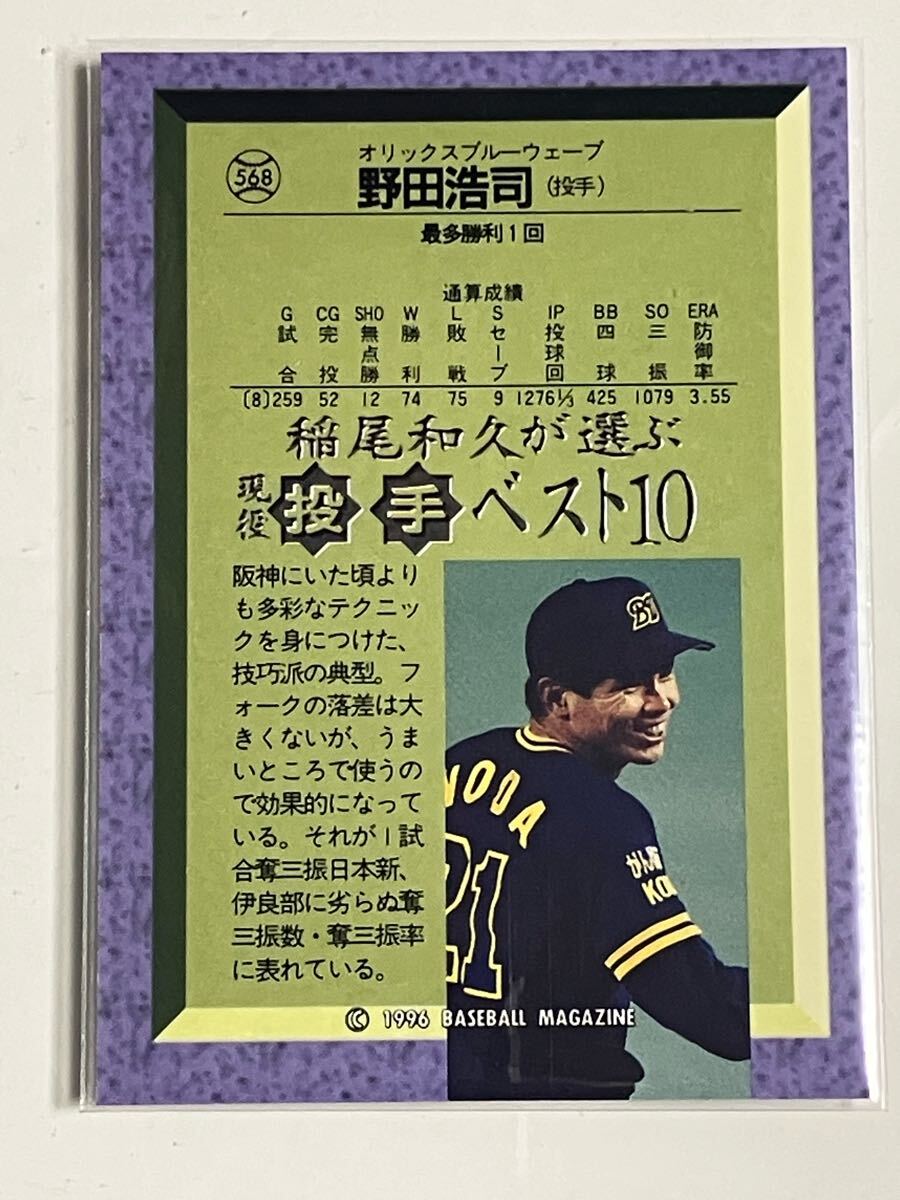 568
オリックスブルーウェーブ
野田浩司(投手)
最多勝利1回
通算成績
G CG SHO W L S IP BB SO ERA
試合 完投 無点勝 勝利 敗戦 セーブ 投球回 四球 三振 防御率
(8)259 52 12 74 75 9 1276⅓ 425 1079 3.55
稲尾和久が選ぶ
現役投手ベスト10
阪神にいた頃より
も多彩なテクニッ
クを身につけた、
技巧派の典型。フ
ォークの落差は大
きくないが、うま
いところで使うの
で効果的になって
いる。それが1試
合奪三振日本新、
伊良部に劣らぬ奪
三振数・奪三振率
に表れている。
NODA
21
がんば
KO
© 1996 BASEBALL MAGAZINE